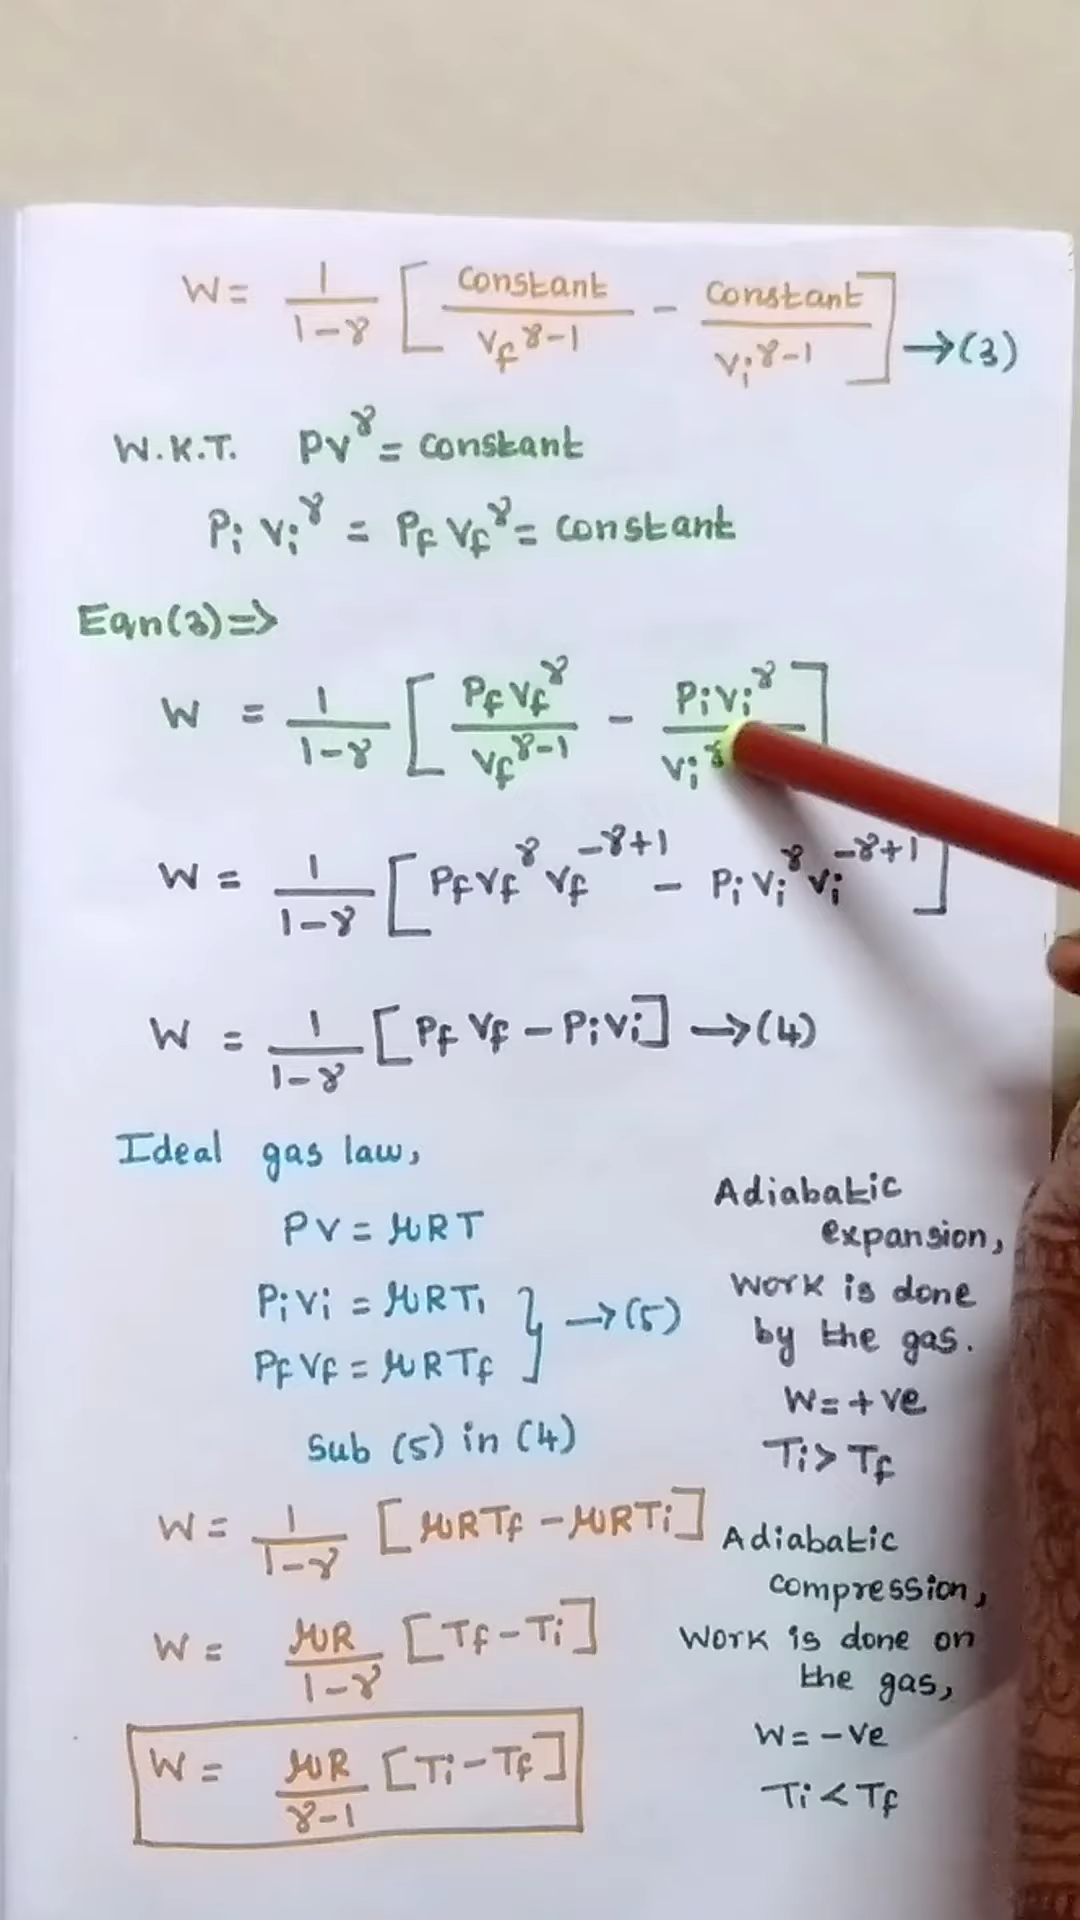 W = 1/(1-γ) [ constant/V_f^(γ-1) - constant/V_i^(γ-1) ] →(3)
W.K.T. PV^γ = constant
P_i V_i^γ = P_f V_f^γ = constant
Eqn(3)=>
W = 1/(1-γ) [ P_f V_f^γ/V_f^(γ-1) - P_i V_i^γ/V_i^γ ]
W = 1/(1-γ) [ P_f V_f^γ V_f^(-γ+1) - P_i V_i^γ V_i^(-γ+1) ]
W = 1/(1-γ) [P_f V_f - P_i V_i] →(4)
Ideal gas law,
PV = μRT
P_i V_i = μRT_i
P_f V_f = μRT_f } →(5)
Sub (5) in (4)
W = 1/(1-γ) [μRT_f - μRT_i]
W = μR/(1-γ) [T_f - T_i]
W = μR/(γ-1) [T_i - T_f]
Adiabatic
expansion,
Work is done
by the gas.
W = +ve
T_i > T_f
Adiabatic
compression,
Work is done on
the gas,
W = -ve
T_i < T_f